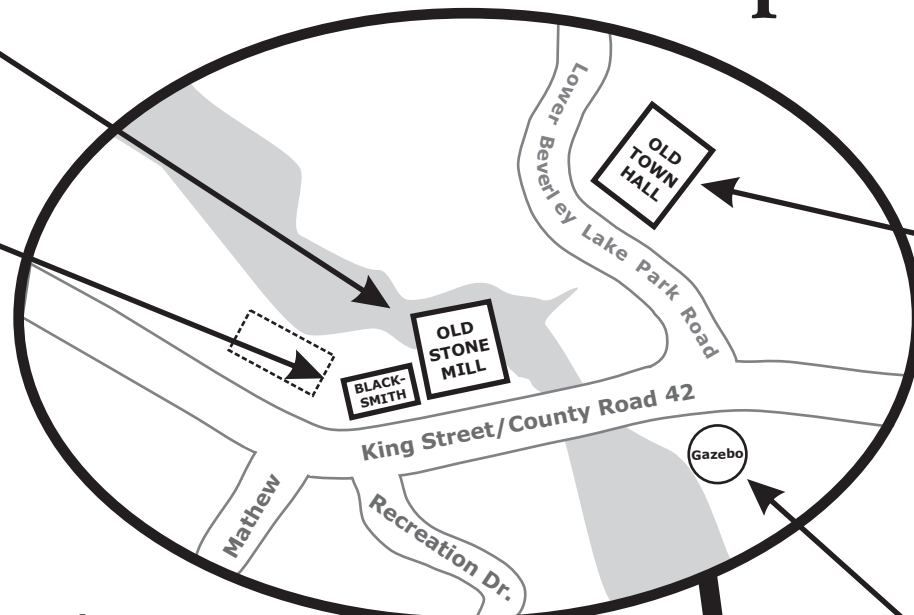 Lower Beverley Lake Park Road
OLD
TOWN
HALL
OLD
STONE
MILL
BLACK-
SMITH
King Street/County Road 42
Gazebo
Mathew
Recreation Dr.